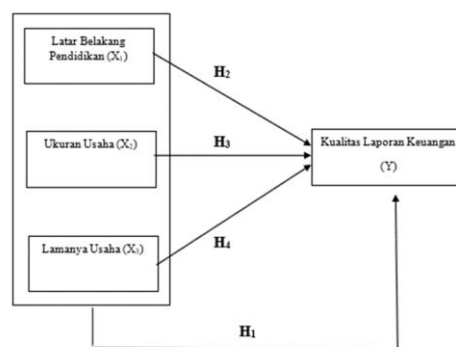 Latar Belakang
Pendidikan (X₁)
H₂
Ukuran Usaha (X₂)
H₃
Kualitas Laporan Keuangan
(Y)
H₄
Lamanya Usaha (X₃)
H₁